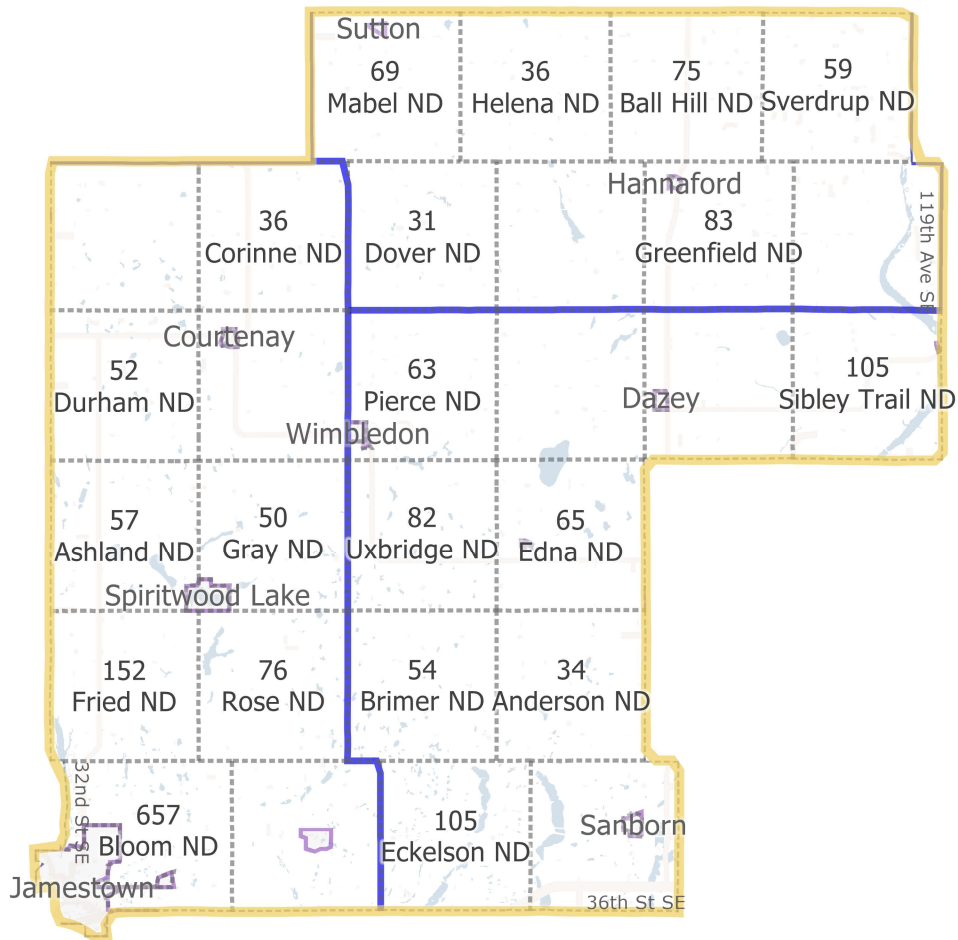 Sutton
69
Mabel ND
36
Helena ND
75
Ball Hill ND
59
Sverdrup ND
Hannaford
119th Ave SE
36
Corinne ND
31
Dover ND
83
Greenfield ND
Courtenay
52
Durham ND
63
Pierce ND
Dazey
105
Sibley Trail ND
Wimbledon
57
Ashland ND
50
Gray ND
82
Uxbridge ND
65
Edna ND
Spiritwood Lake
152
Fried ND
76
Rose ND
54
Brimer ND
34
Anderson ND
32nd St SE
657
Bloom ND
105
Eckelson ND
Sanborn
Jamestown
36th St SE